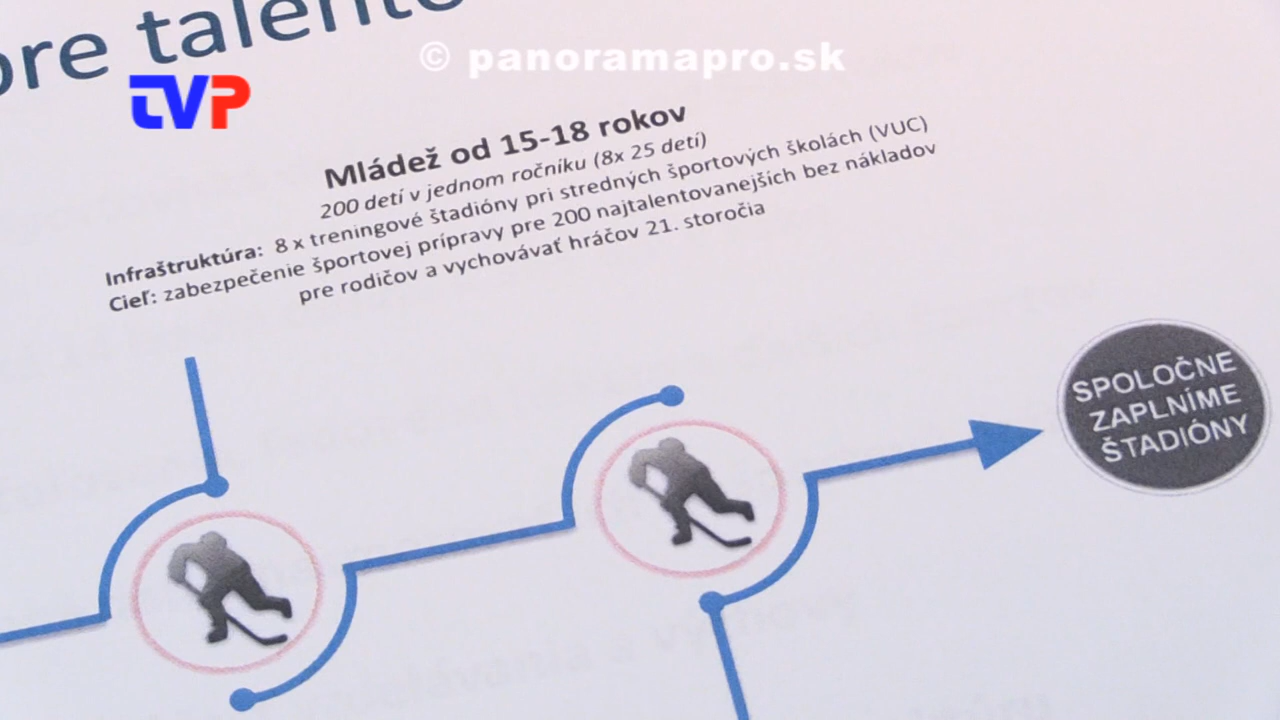 pre talento
© panoramapro.sk
TVP
Mládež od 15-18 rokov
200 detí v jednom ročníku (8x 25 detí)
Infraštruktúra: 8 x treningové štadióny pri stredných športových školách (VUC)
Cieľ: zabezpečenie športovej prípravy pre 200 najtalentovanejších bez nákladov
pre rodičov a vychovávať hráčov 21. storočia
SPOLOČNE
ZAPLNÍME
ŠTADIÓNY